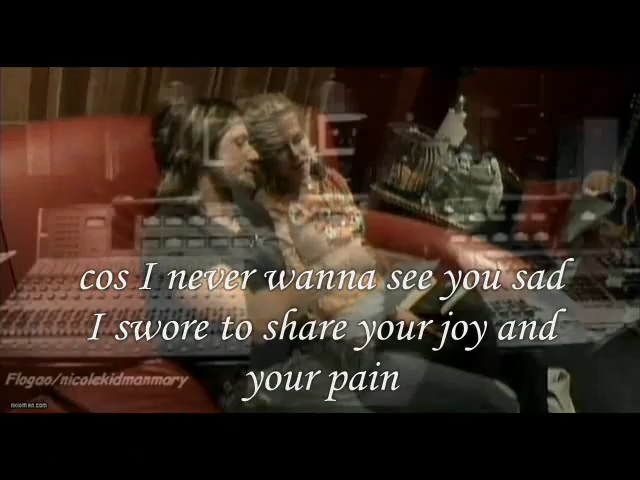 cos I never wanna see you sad
I swore to share your joy and
your pain
Flogao/nicolekidmanmary